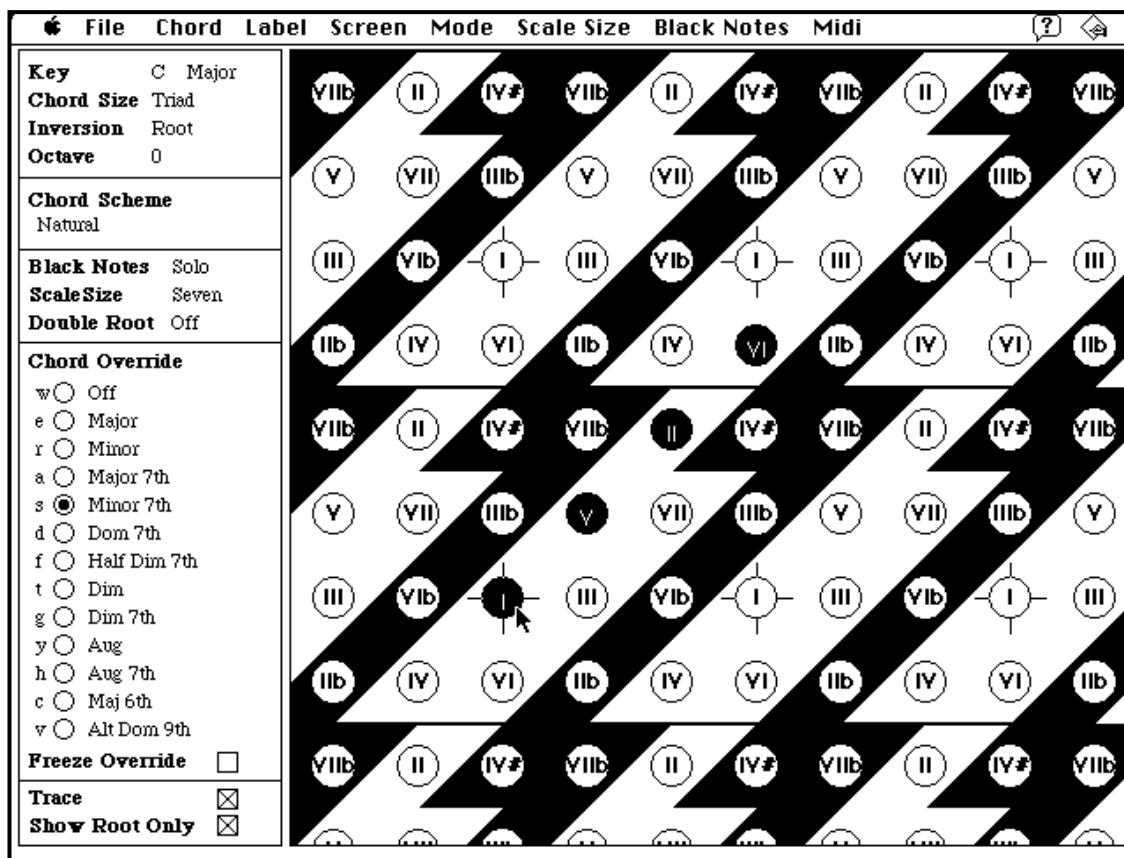 File Chord Label Screen Mode Scale Size Black Notes Midi ?
Key C Major
Chord Size Triad
Inversion Root
Octave 0
Chord Scheme
Natural
Black Notes Solo
ScaleSize Seven
Double Root Off
Chord Override
w Off
e Major
r Minor
a Major 7th
s Minor 7th
d Dom 7th
f Half Dim 7th
t Dim
g Dim 7th
y Aug
h Aug 7th
c Maj 6th
v Alt Dom 9th
Freeze Override
Trace
Show Root Only
VIIb II IV# VIIb II IV# VIIb II IV# VIIb
V VII IIIb V VII IIIb V VII IIIb V
III VIb I III VIb I III VIb I III
IIb IV VI IIb IV VI IIb IV VI IIb
VIIb II IV# VIIb II IV# VIIb II IV# VIIb
V VII IIIb V VII IIIb V VII IIIb V
III VIb I III VIb I III VIb I III
IIb IV VI IIb IV VI IIb IV VI IIb
VIIb II IV# VIIb II IV# VIIb II IV# VIIb